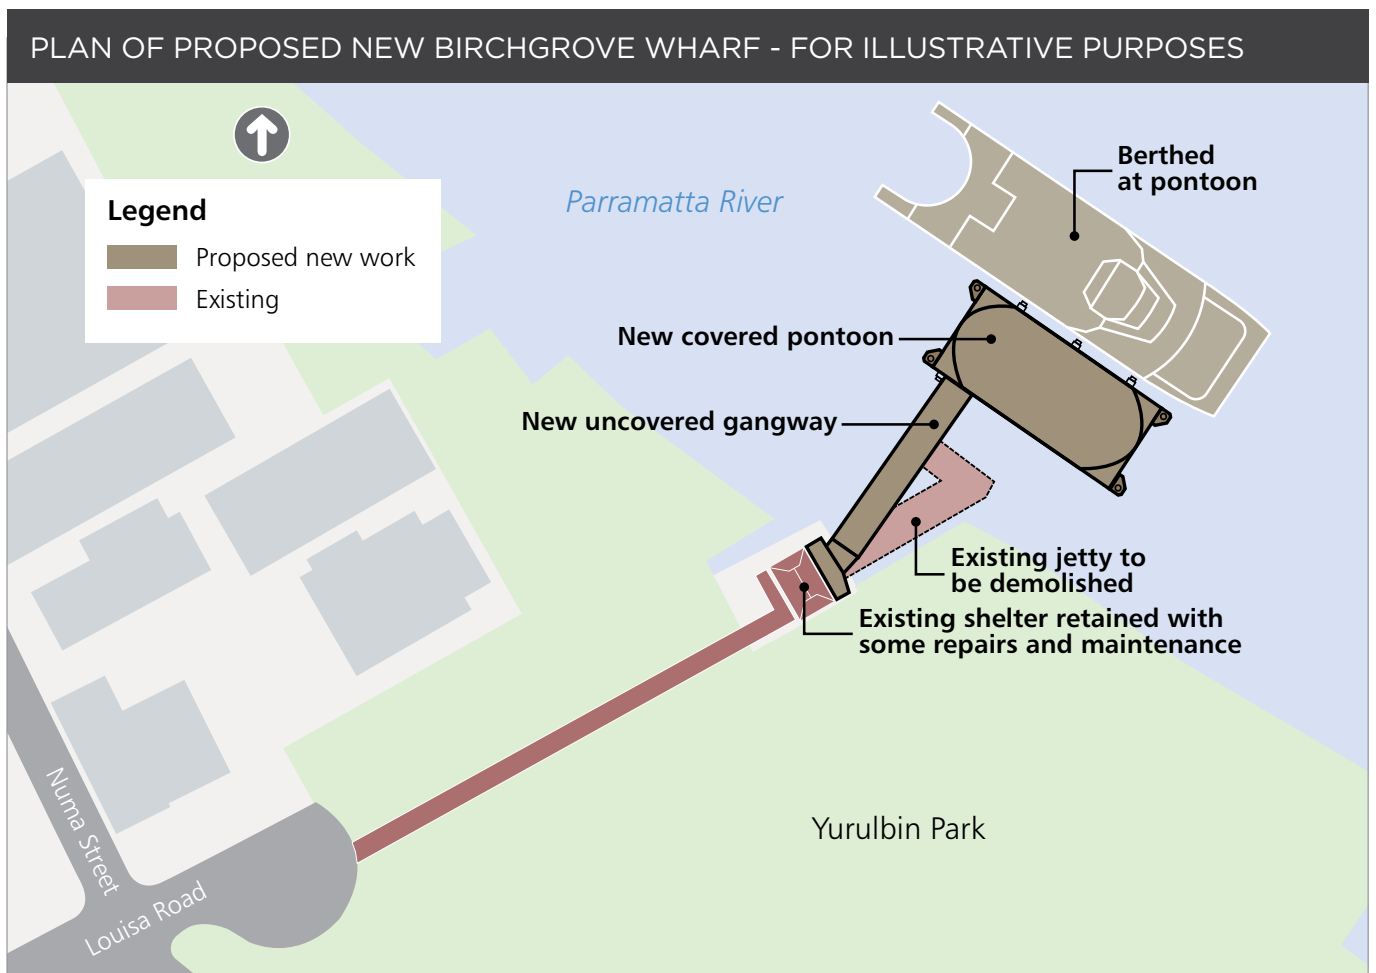 PLAN OF PROPOSED NEW BIRCHGROVE WHARF - FOR ILLUSTRATIVE PURPOSES
Legend
Proposed new work
Existing
Parramatta River
Berthed
at pontoon
New covered pontoon
New uncovered gangway
Existing jetty to
be demolished
Existing shelter retained with
some repairs and maintenance
Yurulbin Park
Numa Street
Louisa Road